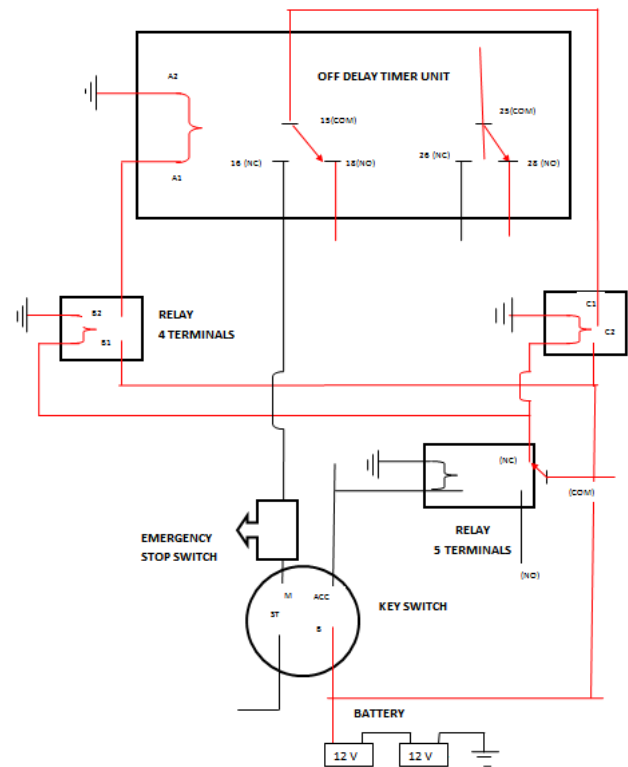 A2
OFF DELAY TIMER UNIT
15(COM)
25(COM)
16 (NC)
18(NO)
26 (NC)
28 (NO)
A1
B2
B1
RELAY
4 TERMINALS
C1
C2
(NC)
(COM)
RELAY
5 TERMINALS
(NO)
EMERGENCY
STOP SWITCH
M
ACC
ST
B
KEY SWITCH
BATTERY
12 V
12 V